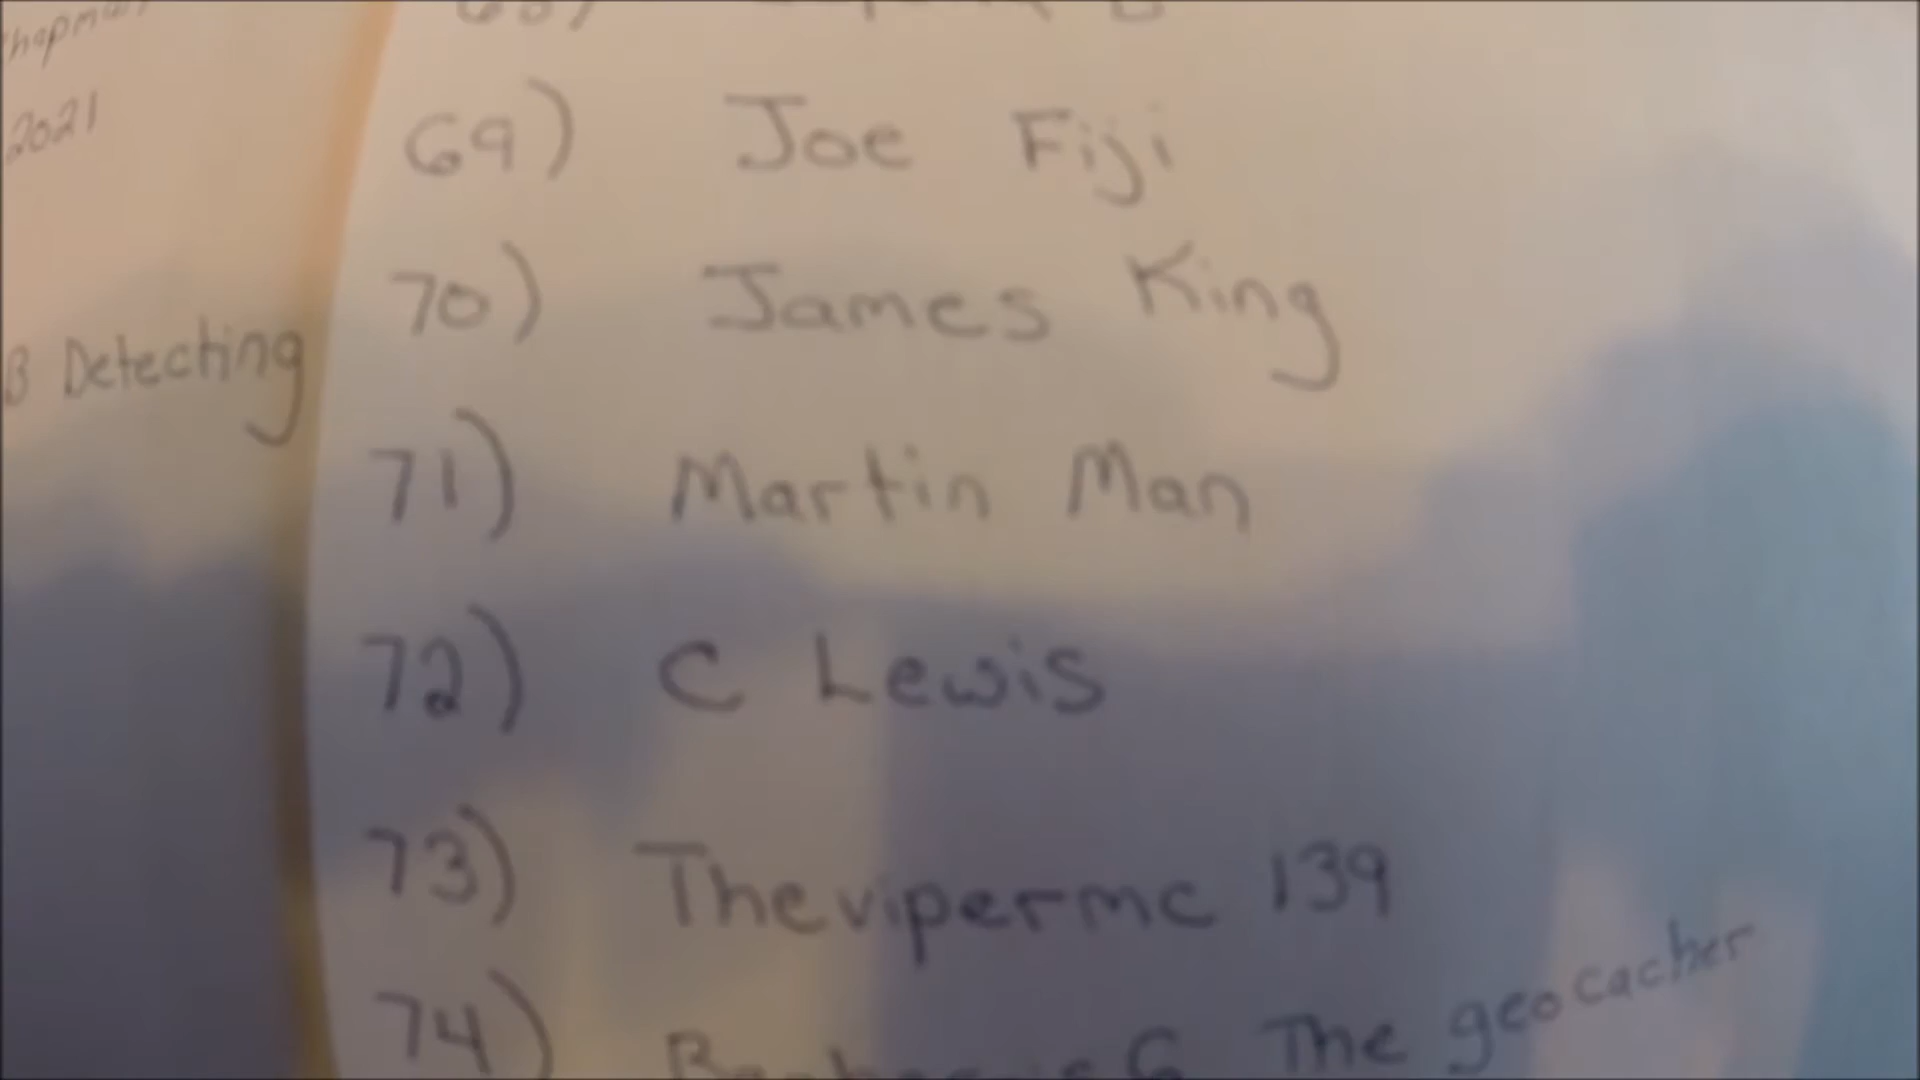 2021
B Detecting
69) Joe Fiji
70) James King
71) Martin Man
72) C Lewis
73) Thevipermc 139
74) The geocacher